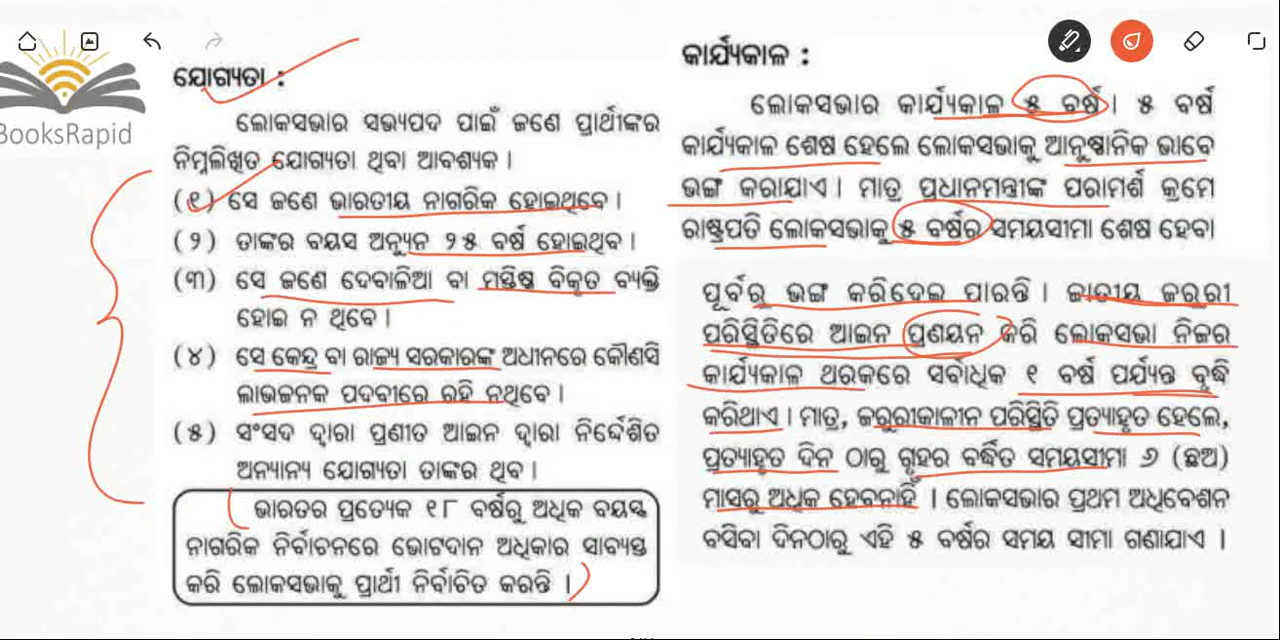 BooksRapid
ଯୋଗ୍ୟତା :
ଲୋକସଭାର ସଭ୍ୟପଦ ପାଇଁ ଜଣେ ପ୍ରାର୍ଥୀଙ୍କର
ନିମ୍ନଲିଖିତ ଯୋଗ୍ୟତା ଥିବା ଆବଶ୍ୟକ ।
(୧) ସେ ଜଣେ ଭାରତୀୟ ନାଗରିକ ହୋଇଥିବେ ।
(୨) ତାଙ୍କର ବୟସ ଅନ୍ୟୁନ ୨୫ ବର୍ଷ ହୋଇଥିବ ।
(୩) ସେ ଜଣେ ଦେବାଳିଆ ବା ମସ୍ତିଷ୍କ ବିକୃତ ବ୍ୟକ୍ତି
ହୋଇ ନ ଥିବେ ।
(୪) ସେ କେନ୍ଦ୍ର ବା ରାଜ୍ୟ ସରକାରଙ୍କ ଅଧୀନରେ କୌଣସି
ଲାଭଜନକ ପଦବୀରେ ରହି ନଥିବେ ।
(୫) ସଂସଦ ଦ୍ୱାରା ପ୍ରଣୀତ ଆଇନ ଦ୍ୱାରା ନିର୍ଦ୍ଦେଶିତ
ଅନ୍ୟାନ୍ୟ ଯୋଗ୍ୟତା ତାଙ୍କର ଥିବ ।
ଭାରତର ପ୍ରତ୍ୟେକ ୧୮ ବର୍ଷରୁ ଅଧିକ ବୟସ୍କ
ନାଗରିକ ନିର୍ବାଚନରେ ଭୋଟଦାନ ଅଧିକାର ସାବ୍ୟସ୍ତ
କରି ଲୋକସଭାକୁ ପ୍ରାର୍ଥୀ ନିର୍ବାଚିତ କରନ୍ତି ।
କାର୍ଯ୍ୟକାଳ :
ଲୋକସଭାର କାର୍ଯ୍ୟକାଳ ୫ ବର୍ଷ । ୫ ବର୍ଷ
କାର୍ଯ୍ୟକାଳ ଶେଷ ହେଲେ ଲୋକସଭାକୁ ଆନୁଷ୍ଠାନିକ ଭାବେ
ଭଙ୍ଗ କରାଯାଏ । ମାତ୍ର ପ୍ରଧାନମନ୍ତ୍ରୀଙ୍କ ପରାମର୍ଶ କ୍ରମେ
ରାଷ୍ଟ୍ରପତି ଲୋକସଭାକୁ ୫ ବର୍ଷର ସମୟସୀମା ଶେଷ ହେବା
ପୂର୍ବରୁ ଭଙ୍ଗ କରିଦେଇ ପାରନ୍ତି । ଜାତୀୟ ଜରୁରୀ
ପରିସ୍ଥିତିରେ ଆଇନ ପ୍ରଣୟନ କରି ଲୋକସଭା ନିଜର
କାର୍ଯ୍ୟକାଳ ଥରକରେ ସର୍ବାଧିକ ୧ ବର୍ଷ ପର୍ଯ୍ୟନ୍ତ ବୃଦ୍ଧି
କରିଥାଏ । ମାତ୍ର, ଜରୁରୀକାଳୀନ ପରିସ୍ଥିତି ପ୍ରତ୍ୟାହୃତ ହେଲେ,
ପ୍ରତ୍ୟାହୃତ ଦିନ ଠାରୁ ଗୃହର ବର୍ଦ୍ଧିତ ସମୟସୀମା ୬ (ଛଅ)
ମାସରୁ ଅଧିକ ହେବନାହିଁ । ଲୋକସଭାର ପ୍ରଥମ ଅଧିବେଶନ
ବସିବା ଦିନଠାରୁ ଏହି ୫ ବର୍ଷର ସମୟ ସୀମା ଗଣାଯାଏ ।